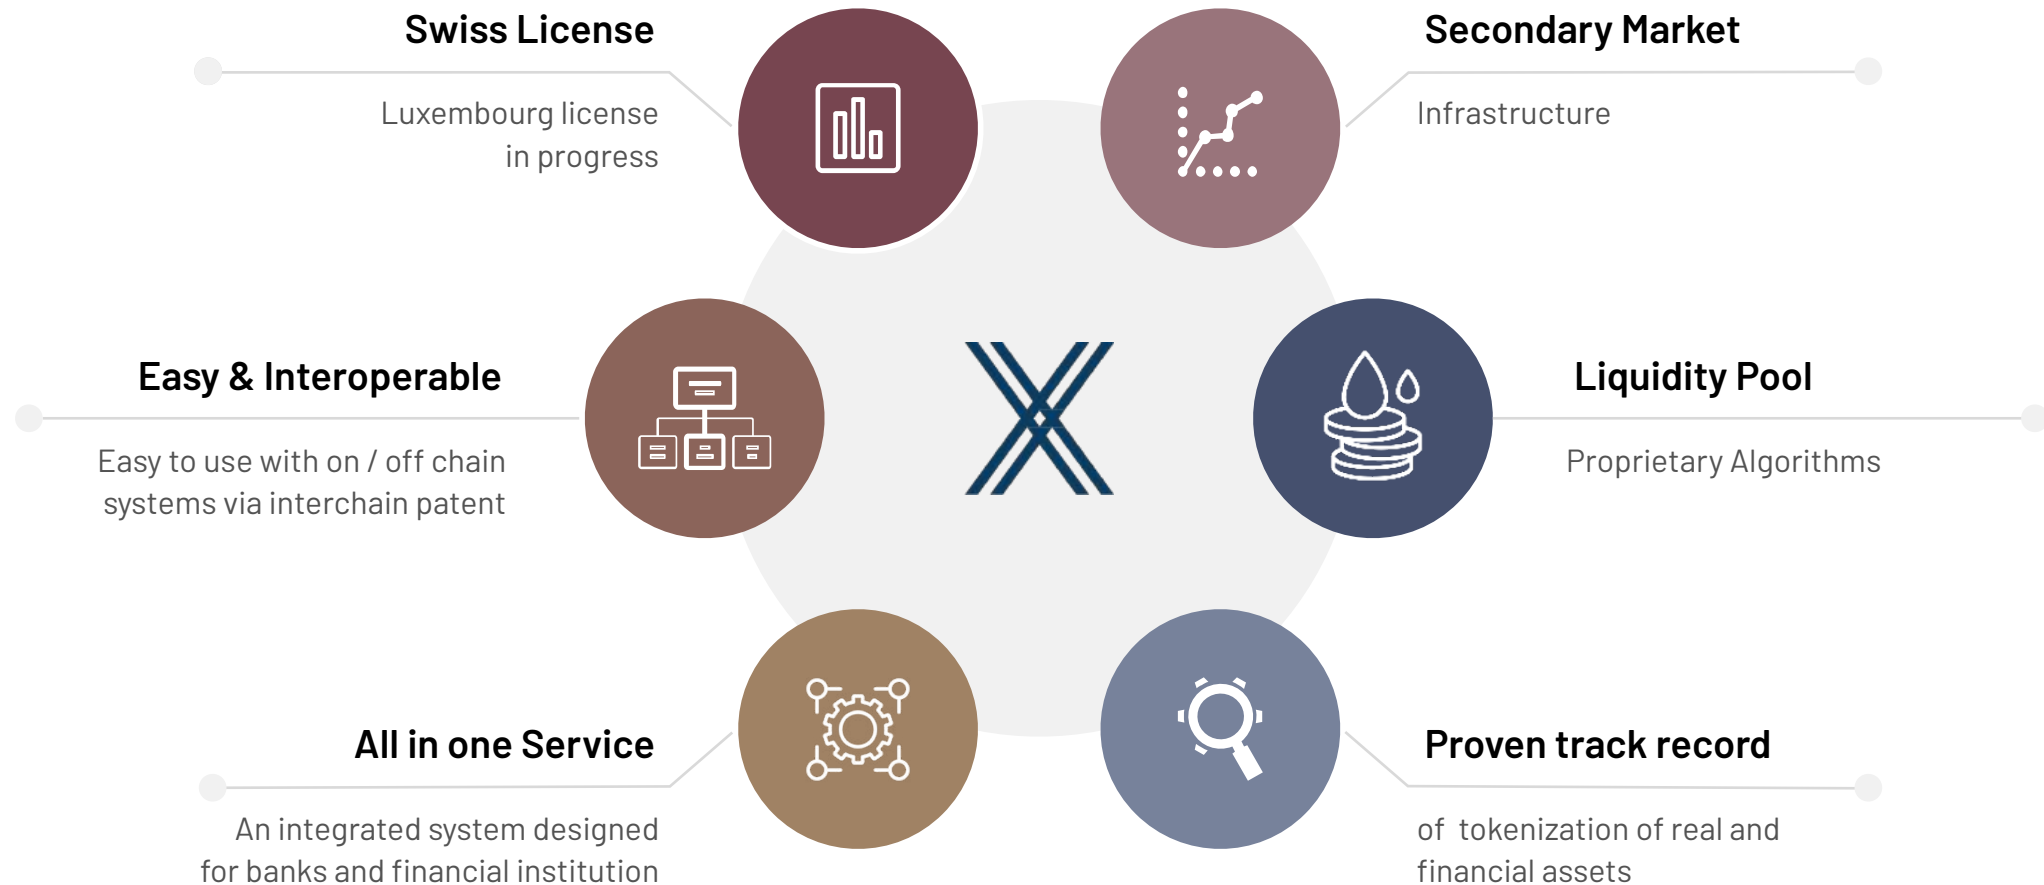 Swiss License
Luxembourg license
in progress
Secondary Market
Infrastructure
Easy & Interoperable
Easy to use with on / off chain
systems via interchain patent
Liquidity Pool
Proprietary Algorithms
All in one Service
An integrated system designed
for banks and financial institution
Proven track record
of  tokenization of real and
financial assets